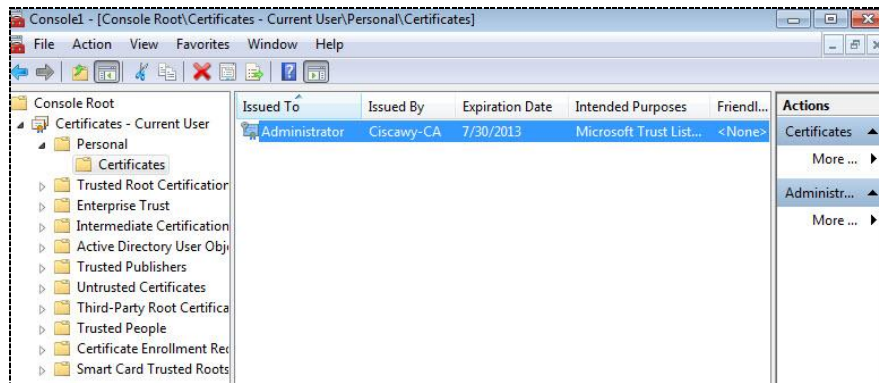 Console1 - [Console Root\Certificates - Current User\Personal\Certificates]
File Action View Favorites Window Help
Console Root
Certificates - Current User
Personal
Certificates
Trusted Root Certification
Enterprise Trust
Intermediate Certification
Active Directory User Obj
Trusted Publishers
Untrusted Certificates
Third-Party Root Certifica
Trusted People
Certificate Enrollment Rec
Smart Card Trusted Roots
Issued To Issued By Expiration Date Intended Purposes Friendl...
Administrator Ciscawy-CA 7/30/2013 Microsoft Trust List... <None>
Actions
Certificates
More ...
Administr...
More ...